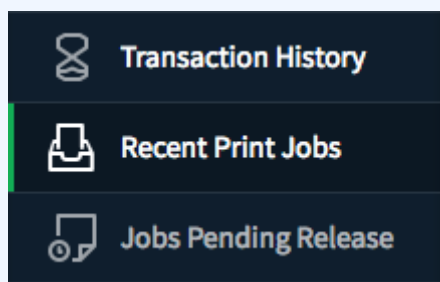 Transaction History
Recent Print Jobs
Jobs Pending Release